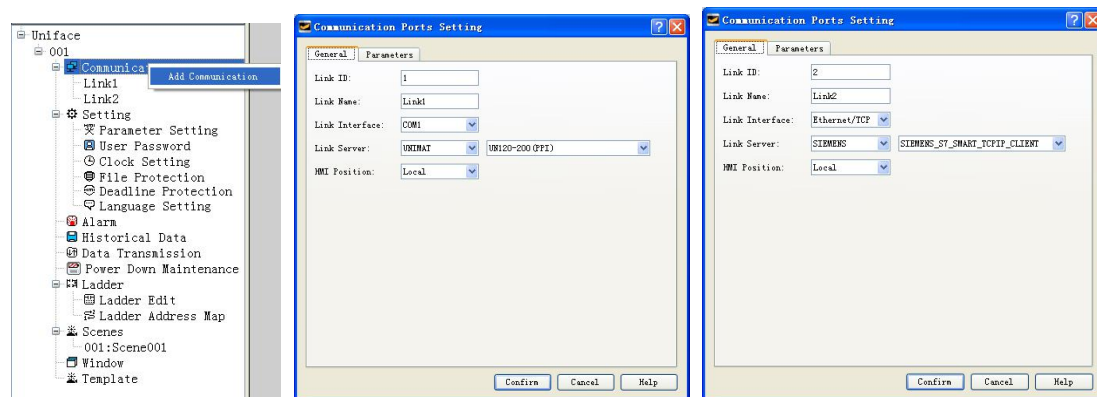 Uniface
001
Communica
Add Communication
Link1
Link2
Setting
Parameter Setting
User Password
Clock Setting
File Protection
Deadline Protection
Language Setting
Alarm
Historical Data
Data Transmission
Power Down Maintenance
Ladder
Ladder Edit
Ladder Address Map
Scenes
001:Scene001
Window
Template
Communication Ports Setting
General Parameters
Link ID: 1
Link Name: Link1
Link Interface: COM1
Link Server: UNIMAT UN120-200(PPI)
HMI Position: Local
Confirm Cancel Help
Communication Ports Setting
General Parameters
Link ID: 2
Link Name: Link2
Link Interface: Ethernet/TCP
Link Server: SIEMENS SIEMENS_S7_SMART_TCPIP_CLIENT
HMI Position: Local
Confirm Cancel Help